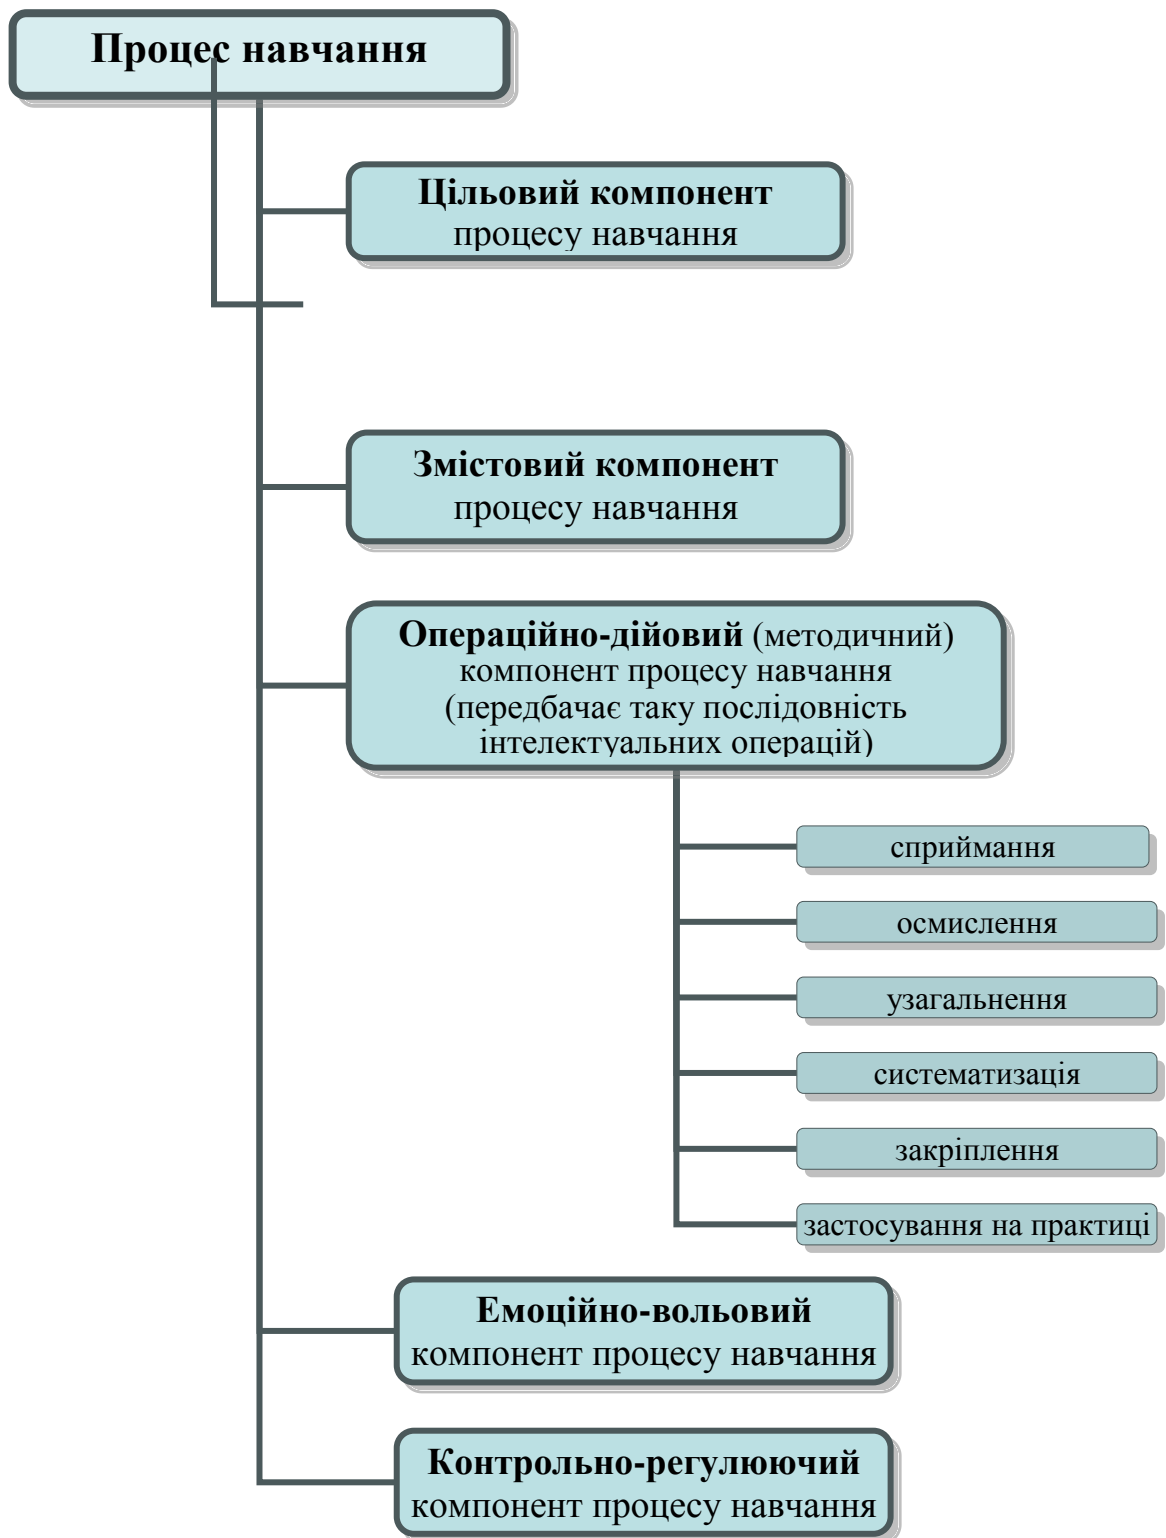 Процес навчання
Цільовий компонент
процесу навчання
Змістовий компонент
процесу навчання
Операційно-дійовий (методичний)
компонент процесу навчання
(передбачає таку послідовність
інтелектуальних операцій)
сприймання
осмислення
узагальнення
систематизація
закріплення
застосування на практиці
Емоційно-вольовий
компонент процесу навчання
Контрольно-регулюючий
компонент процесу навчання